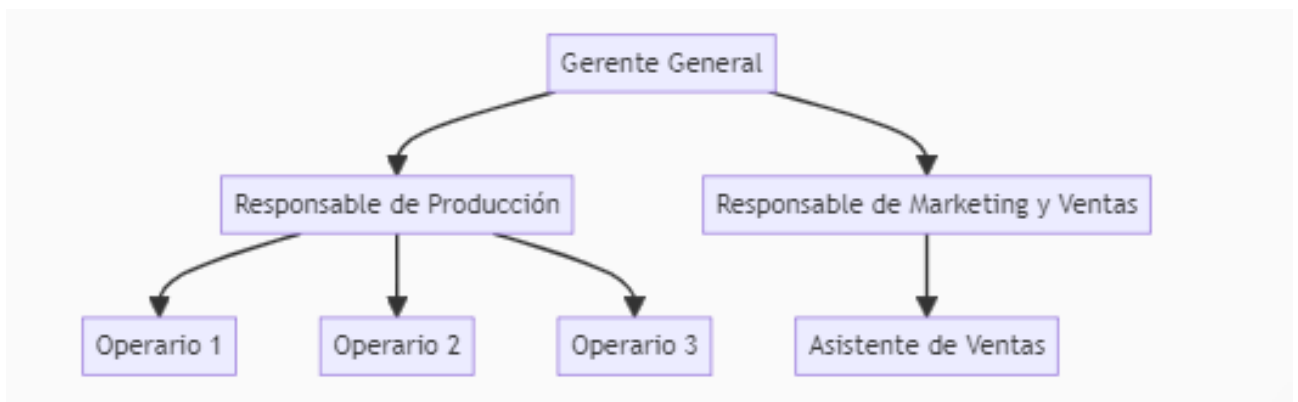 Gerente General
Responsable de Producción
Responsable de Marketing y Ventas
Operario 1
Operario 2
Operario 3
Asistente de Ventas